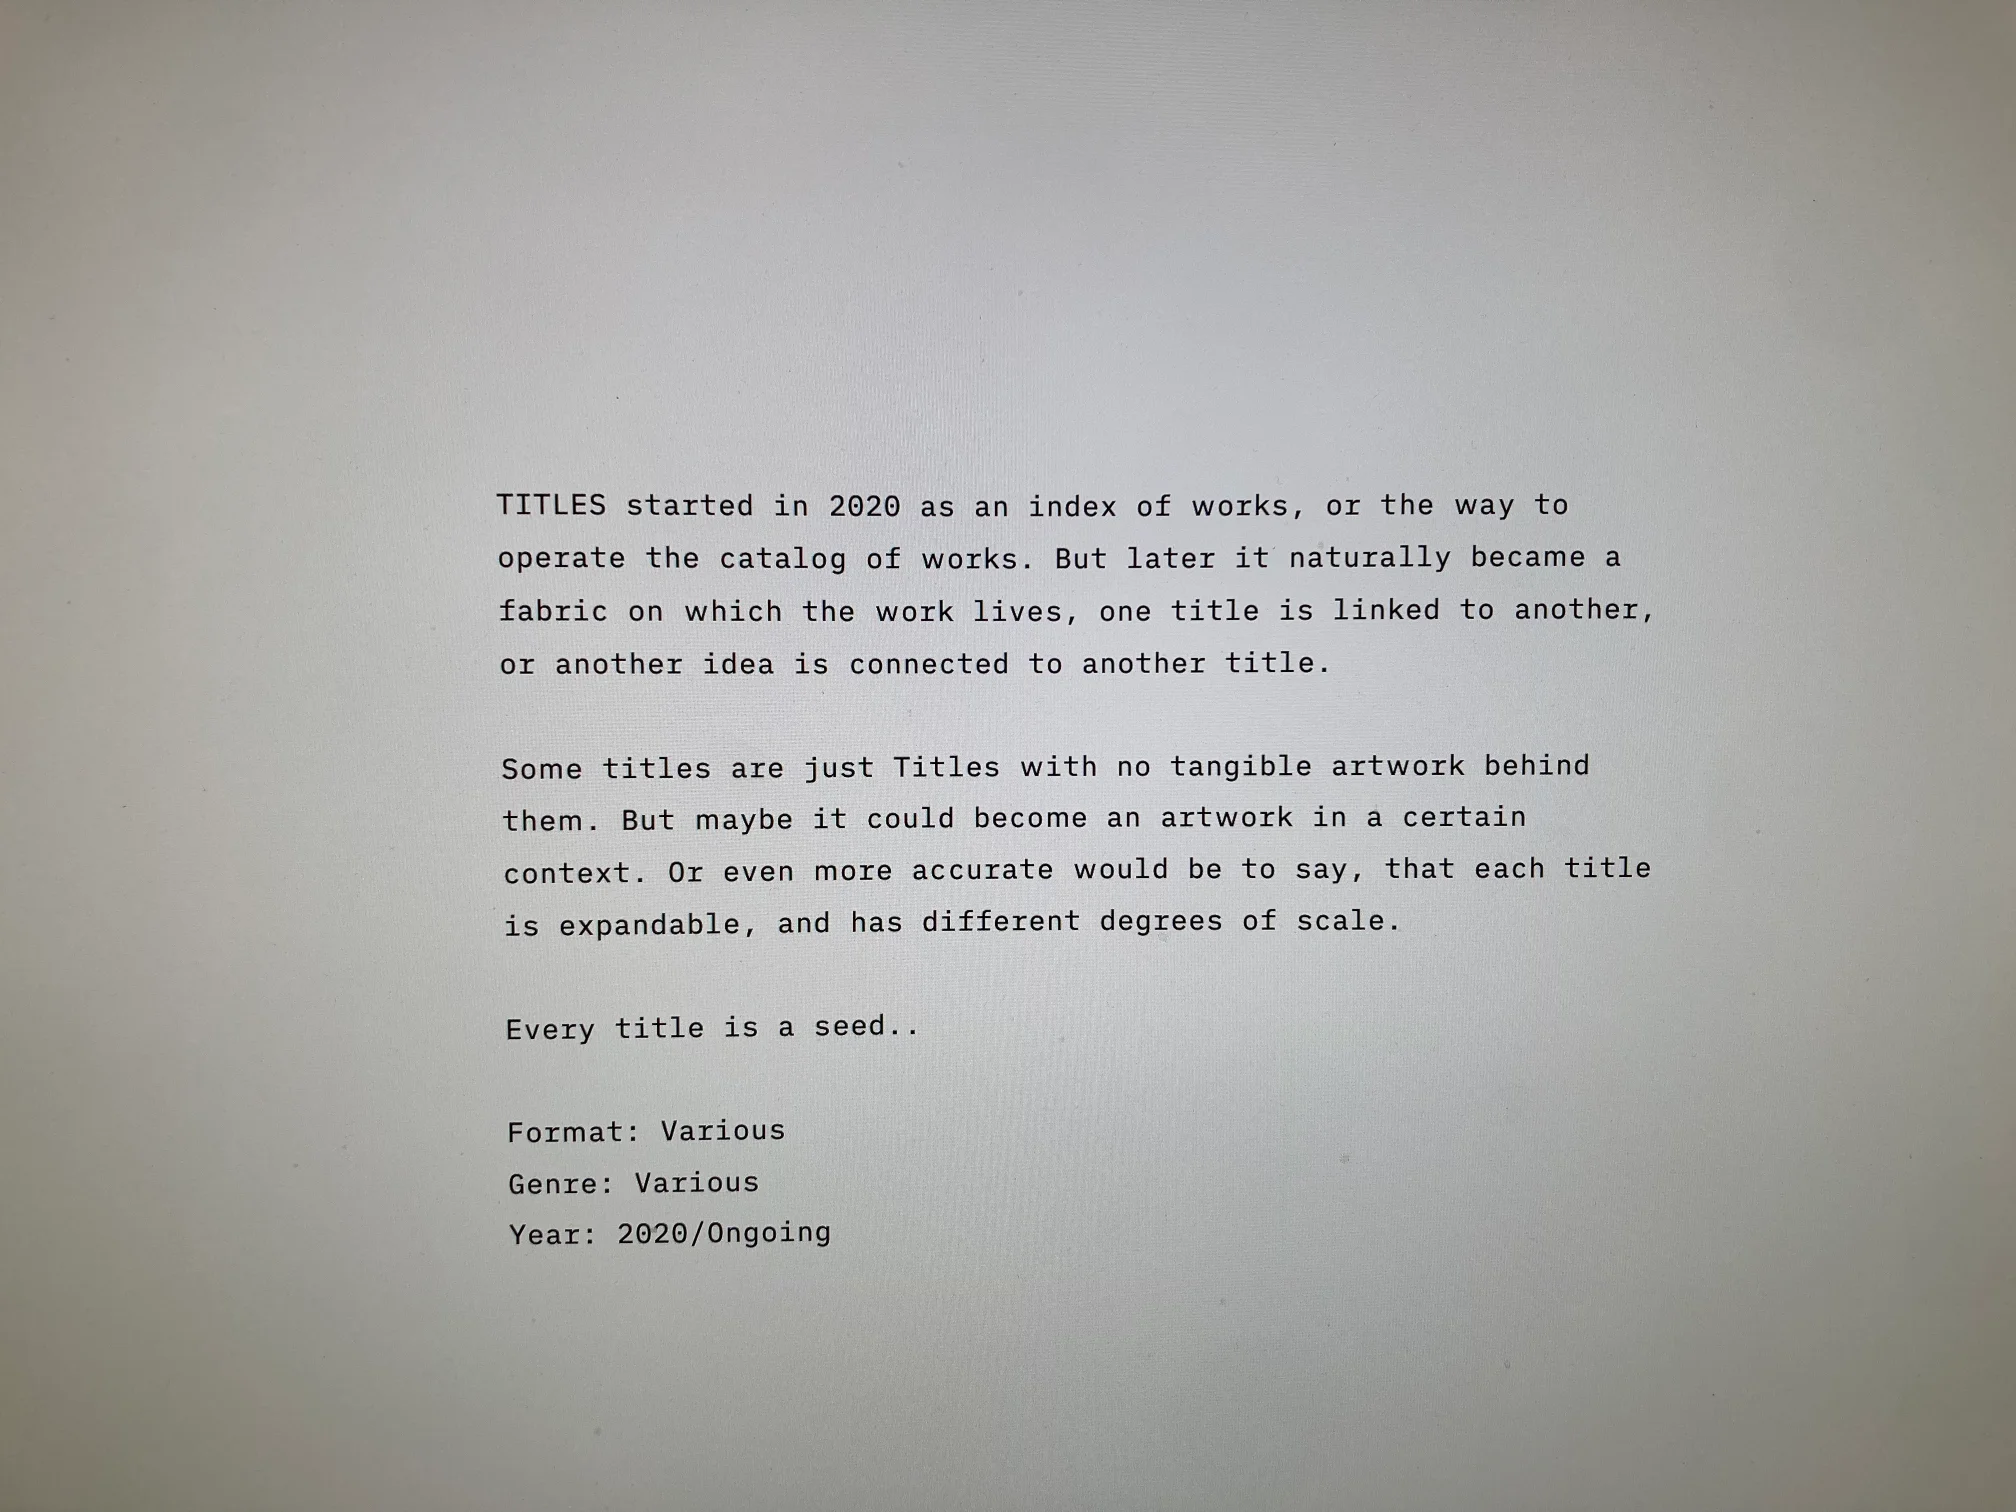 TITLES started in 2020 as an index of works, or the way to
operate the catalog of works. But later it naturally became a
fabric on which the work lives, one title is linked to another,
or another idea is connected to another title.
Some titles are just Titles with no tangible artwork behind
them. But maybe it could become an artwork in a certain
context. Or even more accurate would be to say, that each title
is expandable, and has different degrees of scale.
Every title is a seed..
Format: Various
Genre: Various
Year: 2020/Ongoing